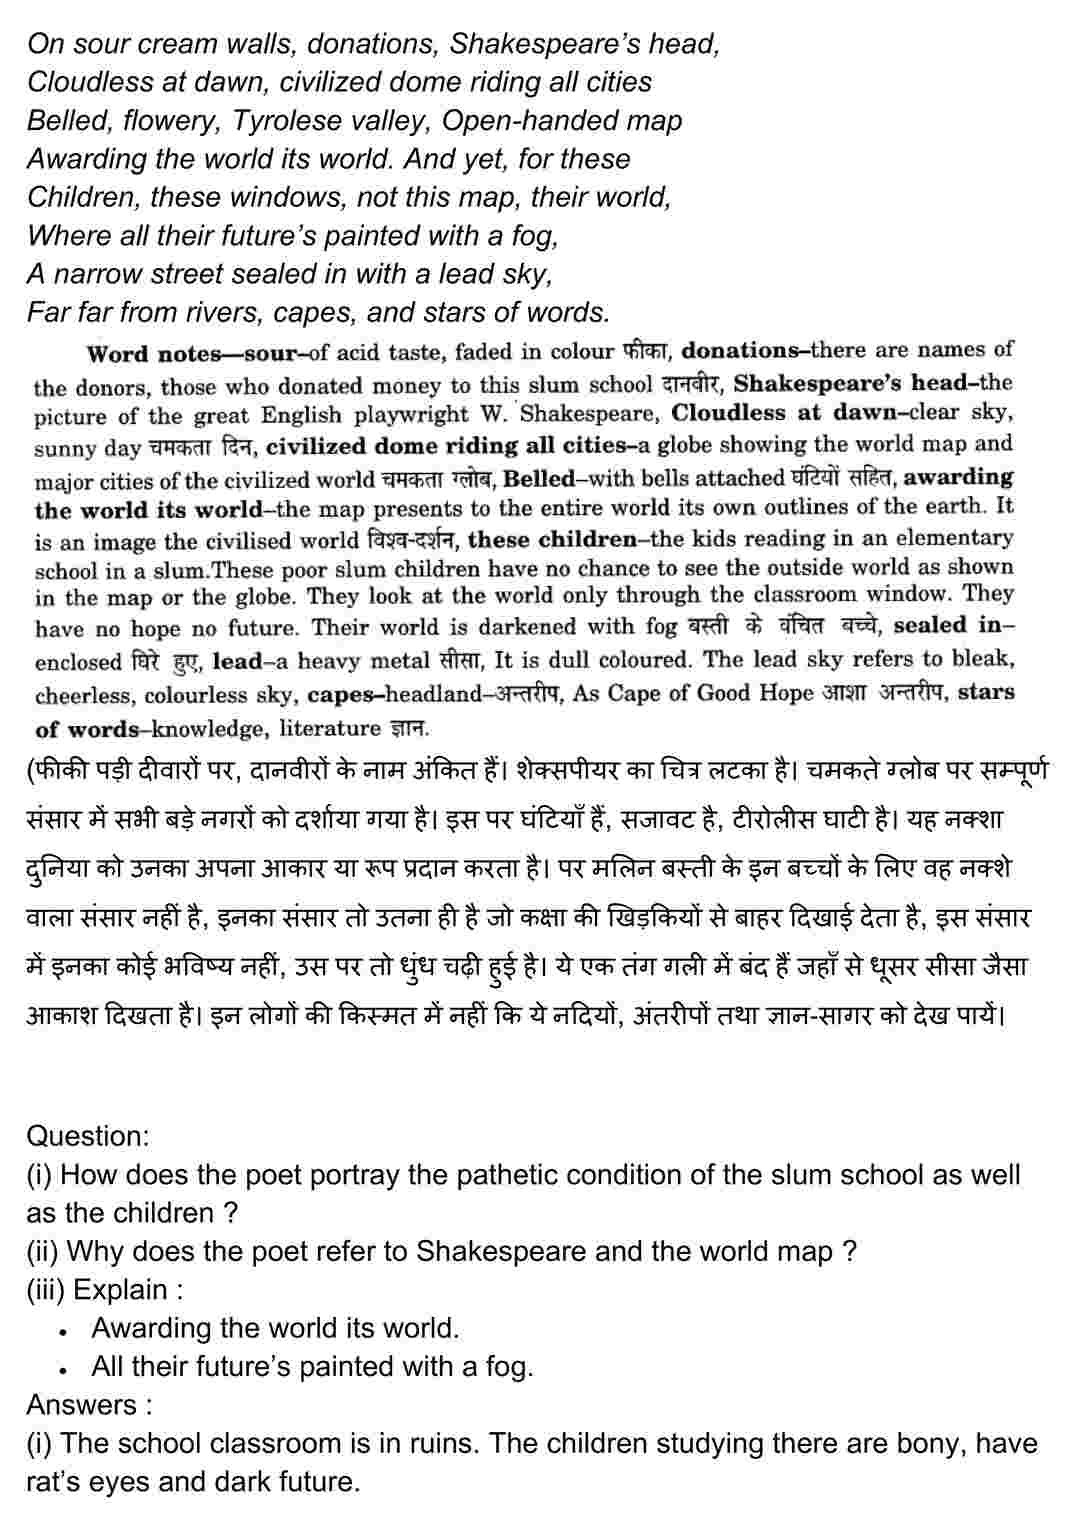 On sour cream walls, donations, Shakespeare’s head,
Cloudless at dawn, civilized dome riding all cities
Belled, flowery, Tyrolese valley, Open-handed map
Awarding the world its world. And yet, for these
Children, these windows, not this map, their world,
Where all their future’s painted with a fog,
A narrow street sealed in with a lead sky,
Far far from rivers, capes, and stars of words.
Word notes—sour–of acid taste, faded in colour फीका, donations–there are names of
the donors, those who donated money to this slum school दानवीर, Shakespeare’s head–the
picture of the great English playwright W. Shakespeare, Cloudless at dawn–clear sky,
sunny day चमकता दिन, civilized dome riding all cities–a globe showing the world map and
major cities of the civilized world चमकता ग्लोब, Belled–with bells attached घंटियों सहित, awarding
the world its world–the map presents to the entire world its own outlines of the earth. It
is an image the civilised world विश्व-दर्शन, these children–the kids reading in an elementary
school in a slum.These poor slum children have no chance to see the outside world as shown
in the map or the globe. They look at the world only through the classroom window. They
have no hope no future. Their world is darkened with fog बस्ती के वंचित बच्चे, sealed in–
enclosed घिरे हुए, lead–a heavy metal सीसा, It is dull coloured. The lead sky refers to bleak,
cheerless, colourless sky, capes–headland–अन्तरीप, As Cape of Good Hope आशा अन्तरीप, stars
of words–knowledge, literature ज्ञान.
(फीकी पड़ी दीवारों पर, दानवीरों के नाम अंकित हैं। शेक्सपीयर का चित्र लटका है। चमकते ग्लोब पर सम्पूर्ण
संसार में सभी बड़े नगरों को दर्शाया गया है। इस पर घंटियाँ हैं, सजावट है, टीरोलीस घाटी है। यह नक्शा
दुनिया को उनका अपना आकार या रूप प्रदान करता है। पर मलिन बस्ती के इन बच्चों के लिए वह नक्शे
वाला संसार नहीं है, इनका संसार तो उतना ही है जो कक्षा की खिड़कियों से बाहर दिखाई देता है, इस संसार
में इनका कोई भविष्य नहीं, उस पर तो धुंध चढ़ी हुई है। ये एक तंग गली में बंद हैं जहाँ से धूसर सीसा जैसा
आकाश दिखता है। इन लोगों की किस्मत में नहीं कि ये नदियों, अंतरीपों तथा ज्ञान-सागर को देख पायें।
Question:
(i) How does the poet portray the pathetic condition of the slum school as well
as the children ?
(ii) Why does the poet refer to Shakespeare and the world map ?
(iii) Explain :
• Awarding the world its world.
• All their future’s painted with a fog.
Answers :
(i) The school classroom is in ruins. The children studying there are bony, have
rat’s eyes and dark future.